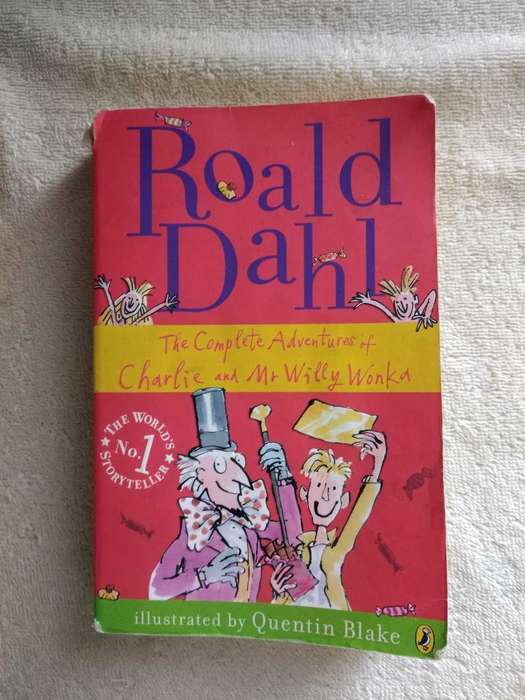 Roald
Dahl
The Complete Adventures of
Charlie and Mr Willy Wonka
THE WORLD'S
No. 1
STORYTELLER
illustrated by Quentin Blake